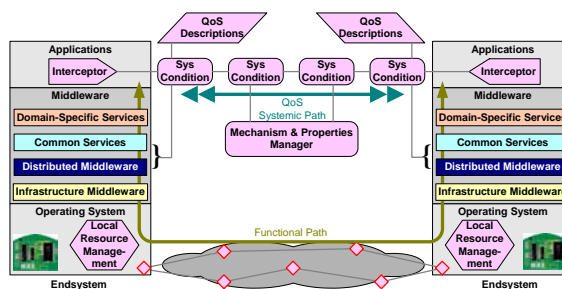 QoS
Descriptions
QoS
Descriptions
Applications
Applications
Interceptor
Sys
Condition
Sys
Condition
Sys
Condition
Sys
Condition
Interceptor
Middleware
Middleware
QoS
Systemic Path
Domain-Specific Services
Domain-Specific Services
Mechanism & Properties
Manager
Common Services
Common Services
}
}
Distributed Middleware
Distributed Middleware
Infrastructure Middleware
Infrastructure Middleware
Operating System
Operating System
Local
Resource
Manage-
ment
Functional Path
Local
Resource
Manage-
ment
Endsystem
Endsystem